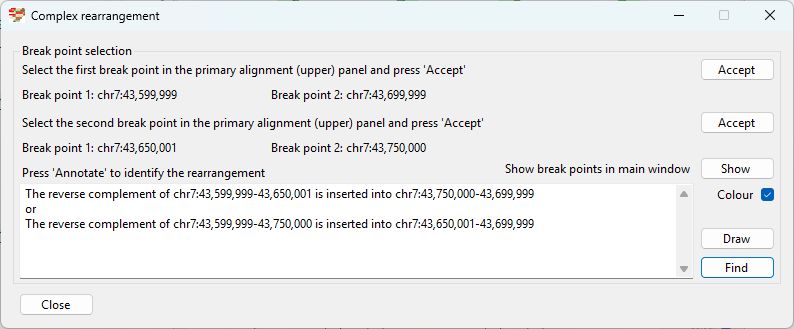 Complex rearrangement
Break point selection
Select the first break point in the primary alignment (upper) panel and press 'Accept'
Accept
Break point 1: chr7:43,599,999 Break point 2: chr7:43,699,999
Select the second break point in the primary alignment (upper) panel and press 'Accept'
Accept
Break point 1: chr7:43,650,001 Break point 2: chr7:43,750,000
Show break points in main window Show
Press 'Annotate' to identify the rearrangement
The reverse complement of chr7:43,599,999-43,650,001 is inserted into chr7:43,750,000-43,699,999
or
The reverse complement of chr7:43,599,999-43,750,000 is inserted into chr7:43,650,001-43,699,999
Colour
Draw
Find
Close